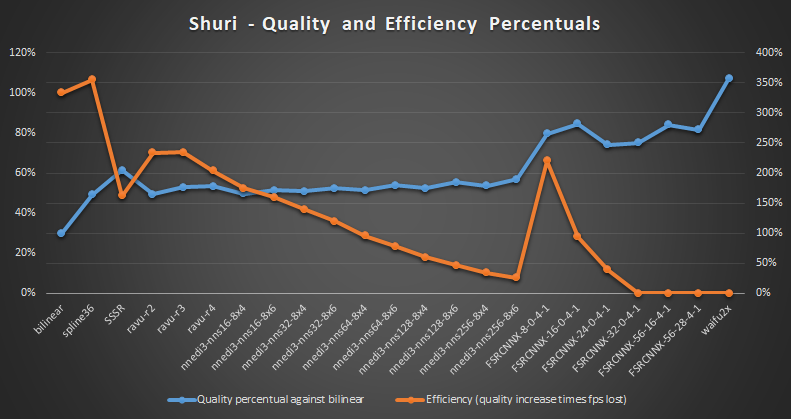 Shuri - Quality and Efficiency Percentuals
120%
100%
80%
60%
40%
20%
0%
400%
350%
300%
250%
200%
150%
100%
50%
0%
bilinear
spline36
SSSR
ravu-r2
ravu-r3
ravu-r4
nnedi3-nns16-8x4
nnedi3-nns16-8x6
nnedi3-nns32-8x4
nnedi3-nns32-8x6
nnedi3-nns64-8x4
nnedi3-nns64-8x6
nnedi3-nns128-8x4
nnedi3-nns128-8x6
nnedi3-nns256-8x4
nnedi3-nns256-8x6
FSRCNNX-8-0-4-1
FSRCNNX-16-0-4-1
FSRCNNX-24-0-4-1
FSRCNNX-32-0-4-1
FSRCNNX-56-16-4-1
FSRCNNX-56-28-4-1
waifu2x
Quality percentual against bilinear
Efficiency (quality increase times fps lost)